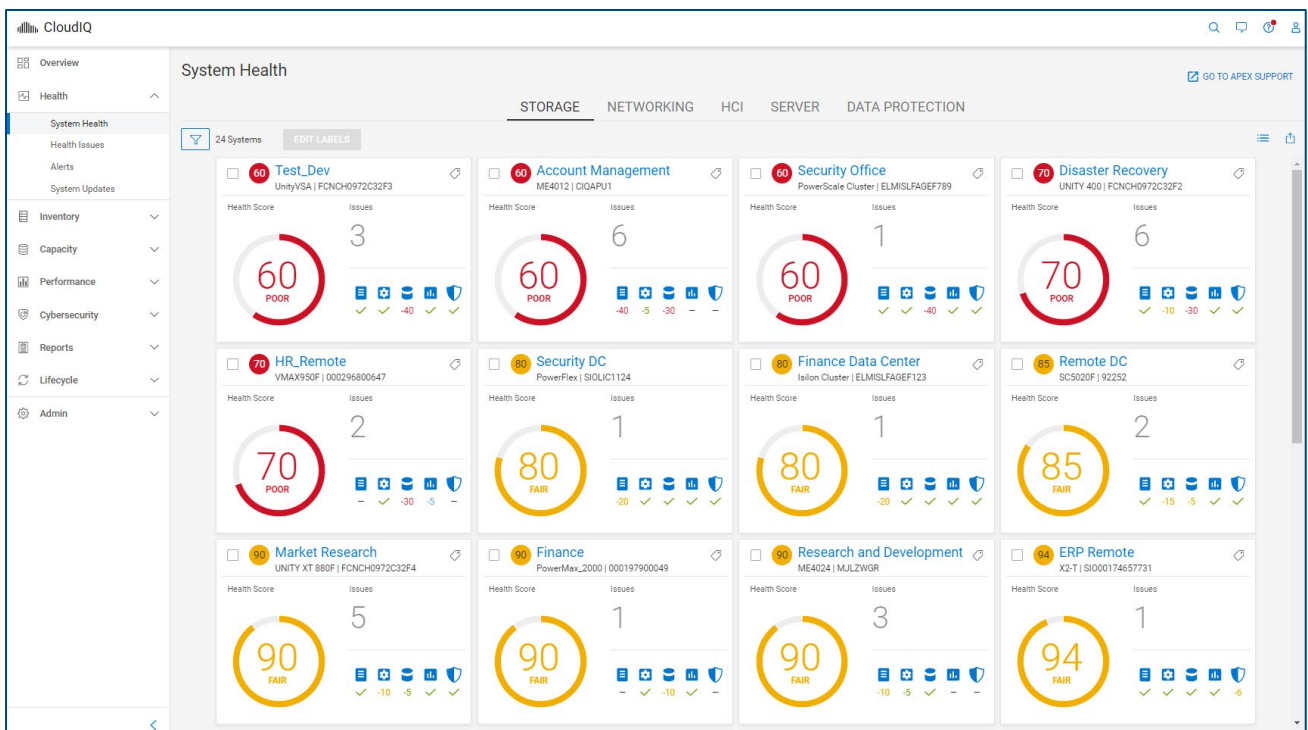 CloudIQ
Overview
Health
System Health
Health Issues
Alerts
System Updates
Inventory
Capacity
Performance
Cybersecurity
Reports
Lifecycle
Admin
System Health
GO TO APEX SUPPORT
STORAGE NETWORKING HCI SERVER DATA PROTECTION
24 Systems EDIT LABELS
60 Test_Dev
UnityVSA | FCNCH0972C32F3
Health Score Issues
3
60
POOR
-40
60 Account Management
ME4012 | CIQAPU1
Health Score Issues
6
60
POOR
-40 -5 -30 – –
60 Security Office
PowerScale Cluster | ELMISLFAGEF789
Health Score Issues
1
60
POOR
-40
70 Disaster Recovery
UNITY 400 | FCNCH0972C32F2
Health Score Issues
6
70
POOR
-10 -30
70 HR_Remote
VMAX950F | 000296800647
Health Score Issues
2
70
POOR
– -30 -5 –
80 Security DC
PowerFlex | SIOLIC1124
Health Score Issues
1
80
FAIR
-20
80 Finance Data Center
Isilon Cluster | ELMISLFAGEF123
Health Score Issues
1
80
FAIR
-20
85 Remote DC
SC5020F | 92252
Health Score Issues
2
85
FAIR
-15 -5
90 Market Research
UNITY XT 880F | FCNCH0972C32F4
Health Score Issues
5
90
FAIR
-10 -5
90 Finance
PowerMax_2000 | 000197900049
Health Score Issues
1
90
FAIR
– -10 –
90 Research and Development
ME4024 | MJLZWGR
Health Score Issues
3
90
FAIR
-10 -5 – –
94 ERP Remote
X2-T | SIO00174657731
Health Score Issues
1
94
FAIR
-6